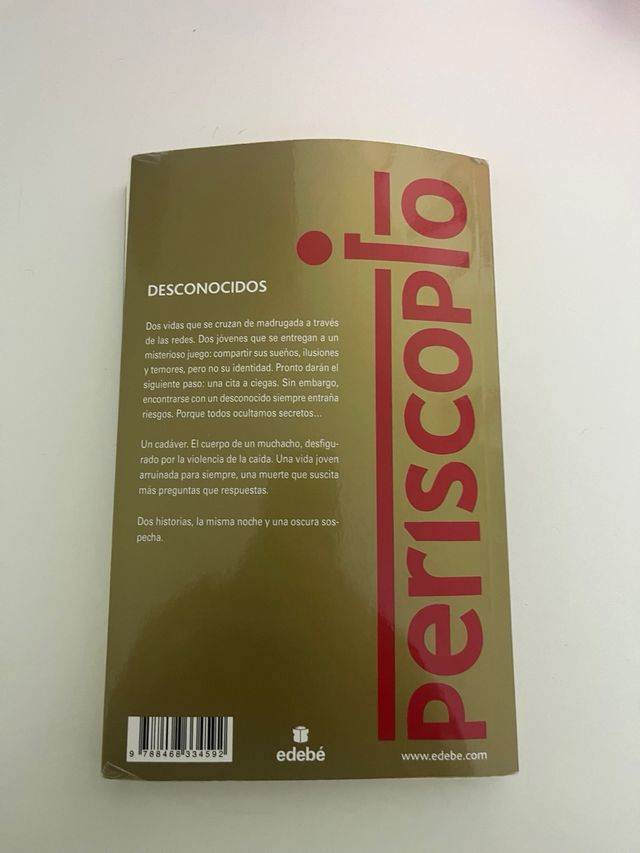 DESCONOCIDOS
Dos vidas que se cruzan de madrugada a través
de las redes. Dos jóvenes que se entregan a un
misterioso juego: compartir sus sueños, ilusiones
y temores, pero no su identidad. Pronto darán el
siguiente paso: una cita a ciegas. Sin embargo,
encontrarse con un desconocido siempre entraña
riesgos. Porque todos ocultamos secretos...
Un cadáver. El cuerpo de un muchacho, desfigu-
rado por la violencia de la caída. Una vida joven
arruinada para siempre, una muerte que suscita
más preguntas que respuestas.
Dos historias, la misma noche y una oscura sos-
pecha.
periscopio
9 788468 334592
edebé
www.edebe.com